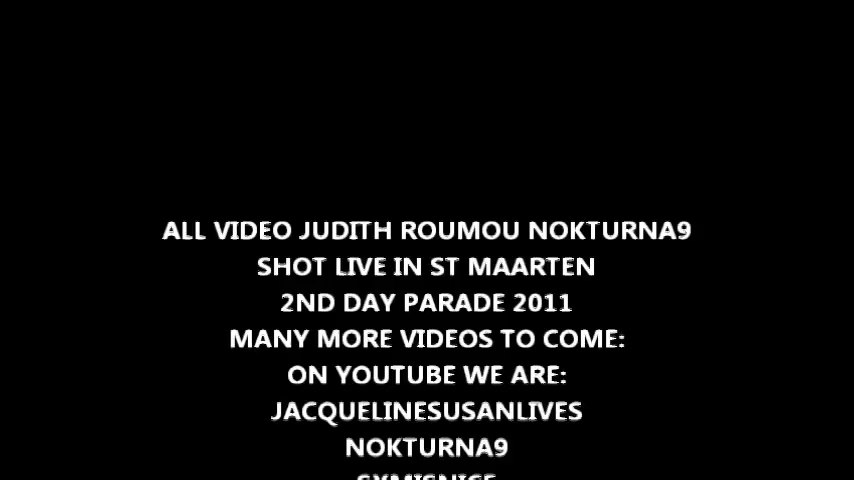 ALL VIDEO JUDITH ROUMOU NOKTURNA9
SHOT LIVE IN ST MAARTEN
2ND DAY PARADE 2011
MANY MORE VIDEOS TO COME:
ON YOUTUBE WE ARE:
JACQUELINESUSANLIVES
NOKTURNA9